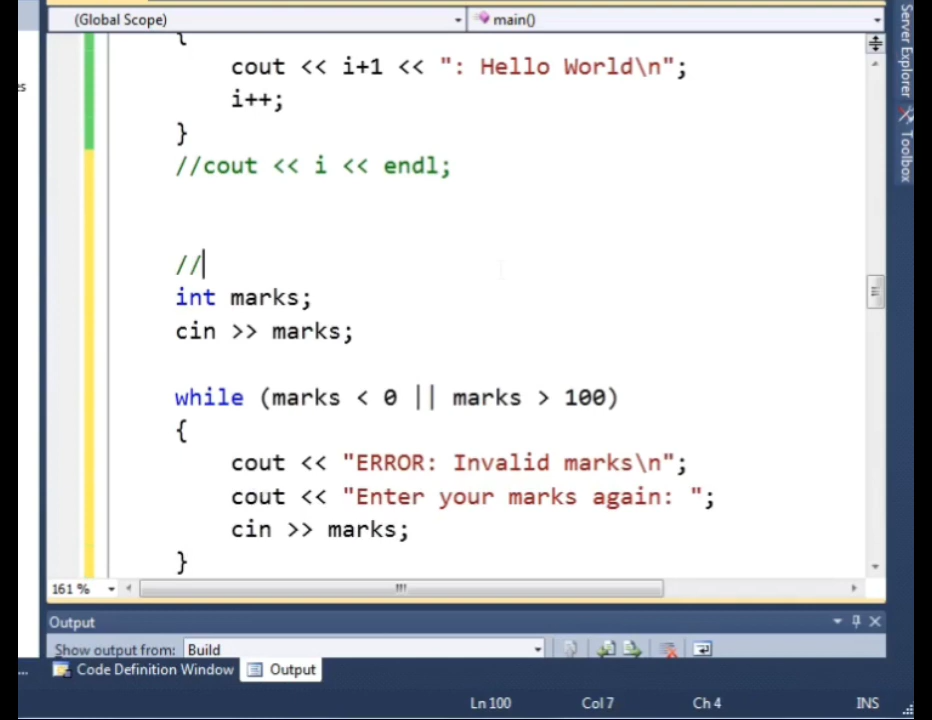 (Global Scope) main()
{
cout << i+1 << ": Hello World\n";
i++;
}
//cout << i << endl;
//
int marks;
cin >> marks;
while (marks < 0 || marks > 100)
{
cout << "ERROR: Invalid marks\n";
cout << "Enter your marks again: ";
cin >> marks;
}
161 %
Output
Show output from: Build
... Code Definition Window Output
Ln 100 Col 7 Ch 4 INS
Server Explorer
Toolbox
es